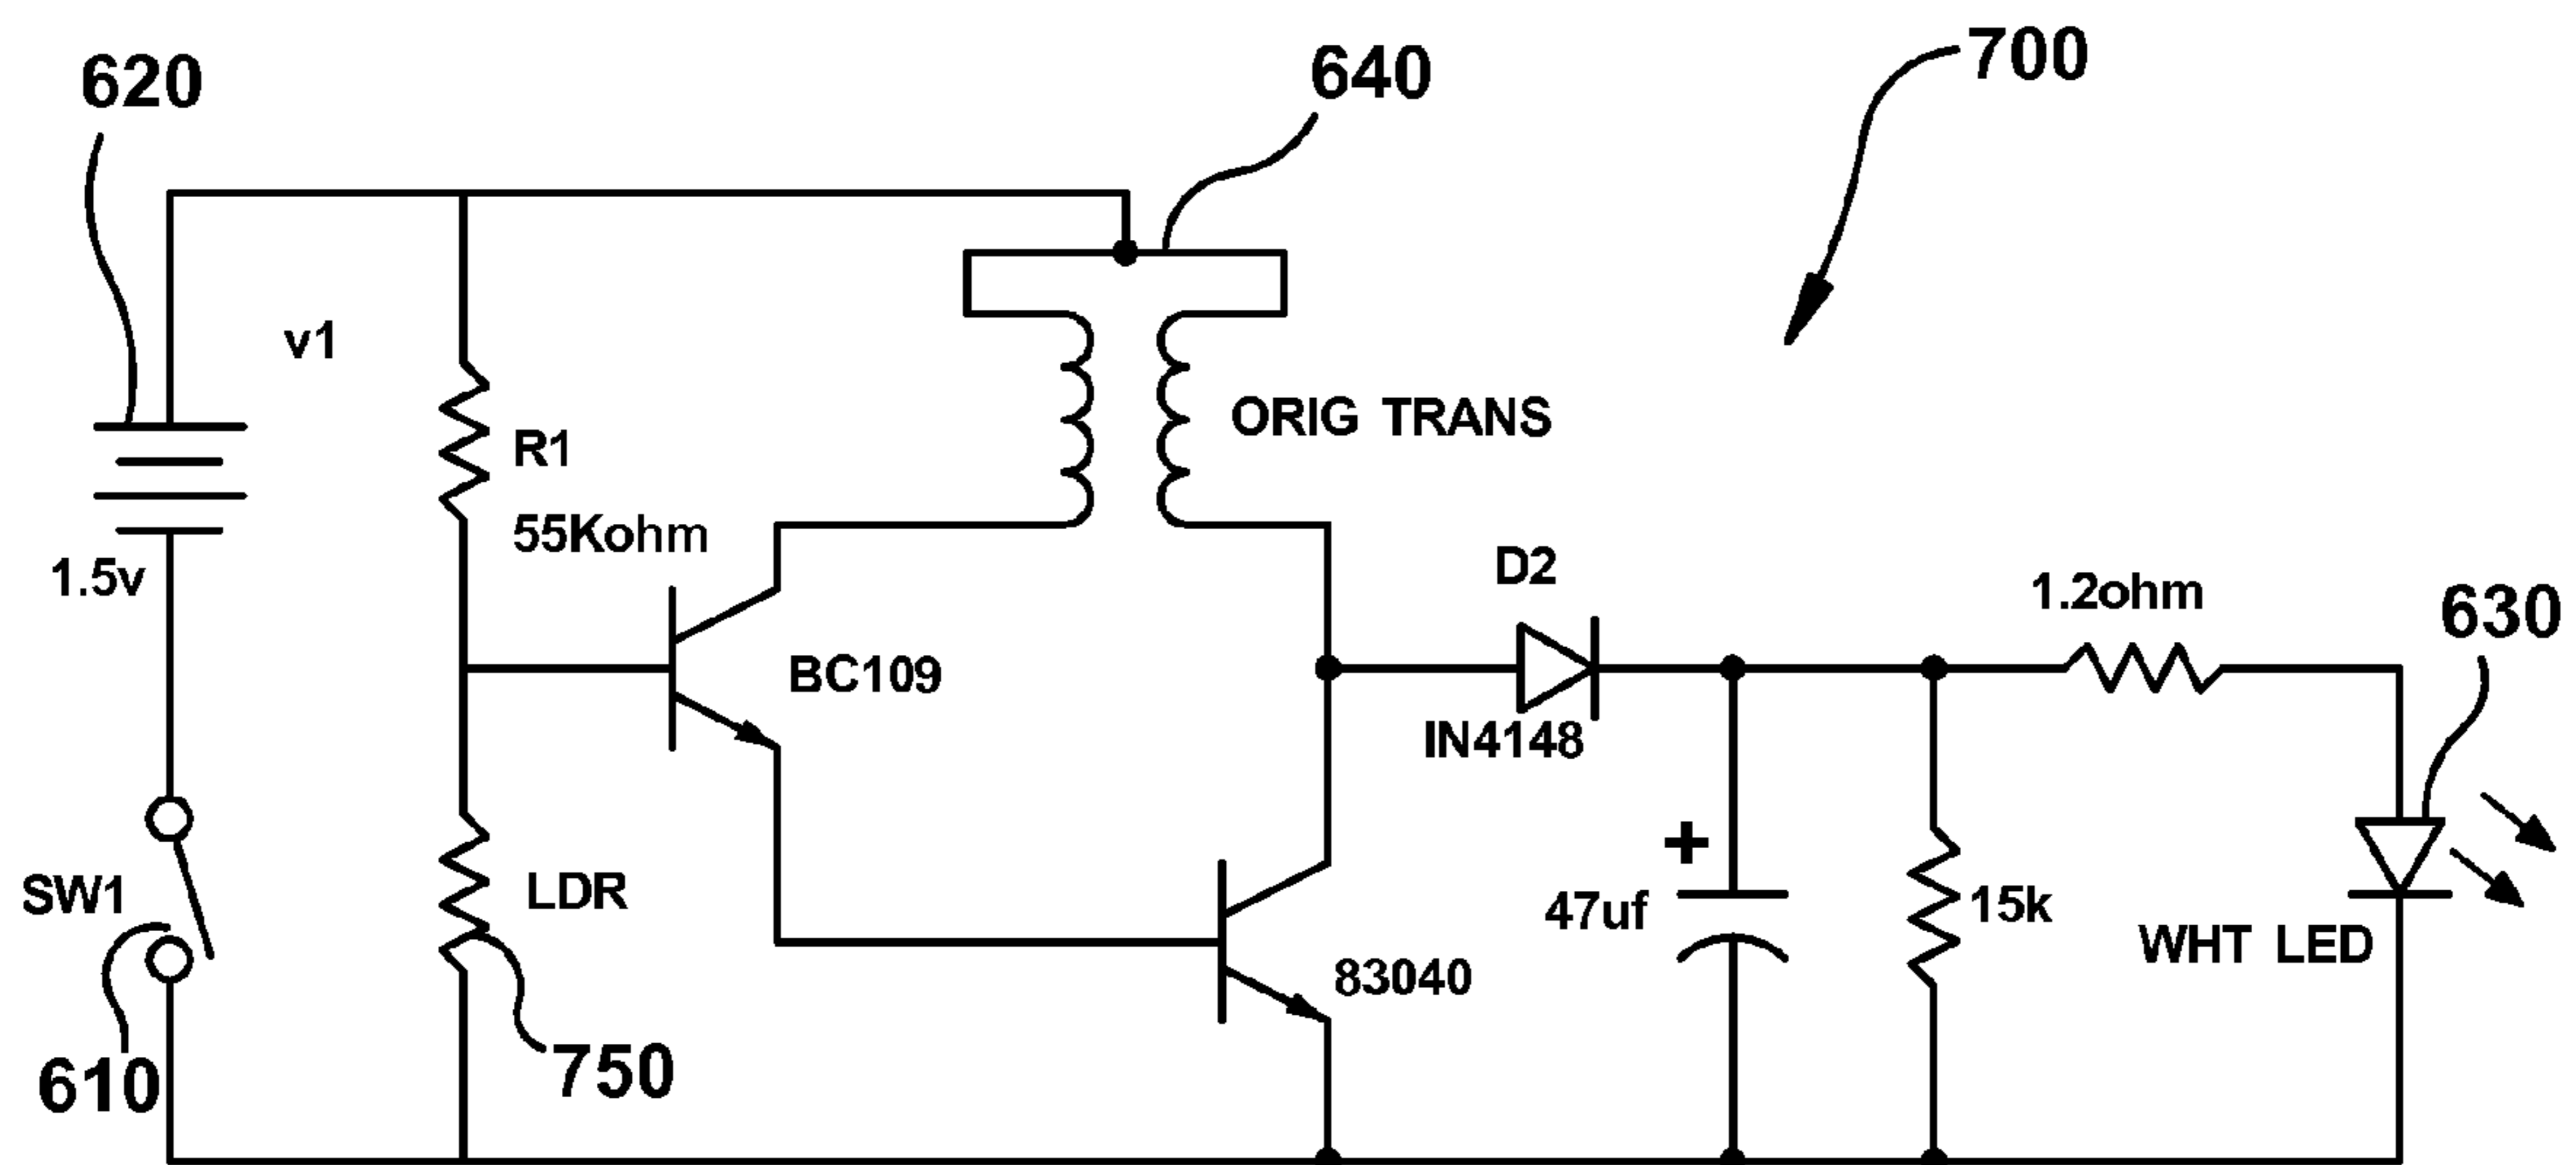 620
640
700
v1
R1
ORIG TRANS
55Kohm
1.5v
D2
1.2ohm
630
BC109
IN4148
SW1
LDR
+
47uf
15k
WHT LED
83040
610
750